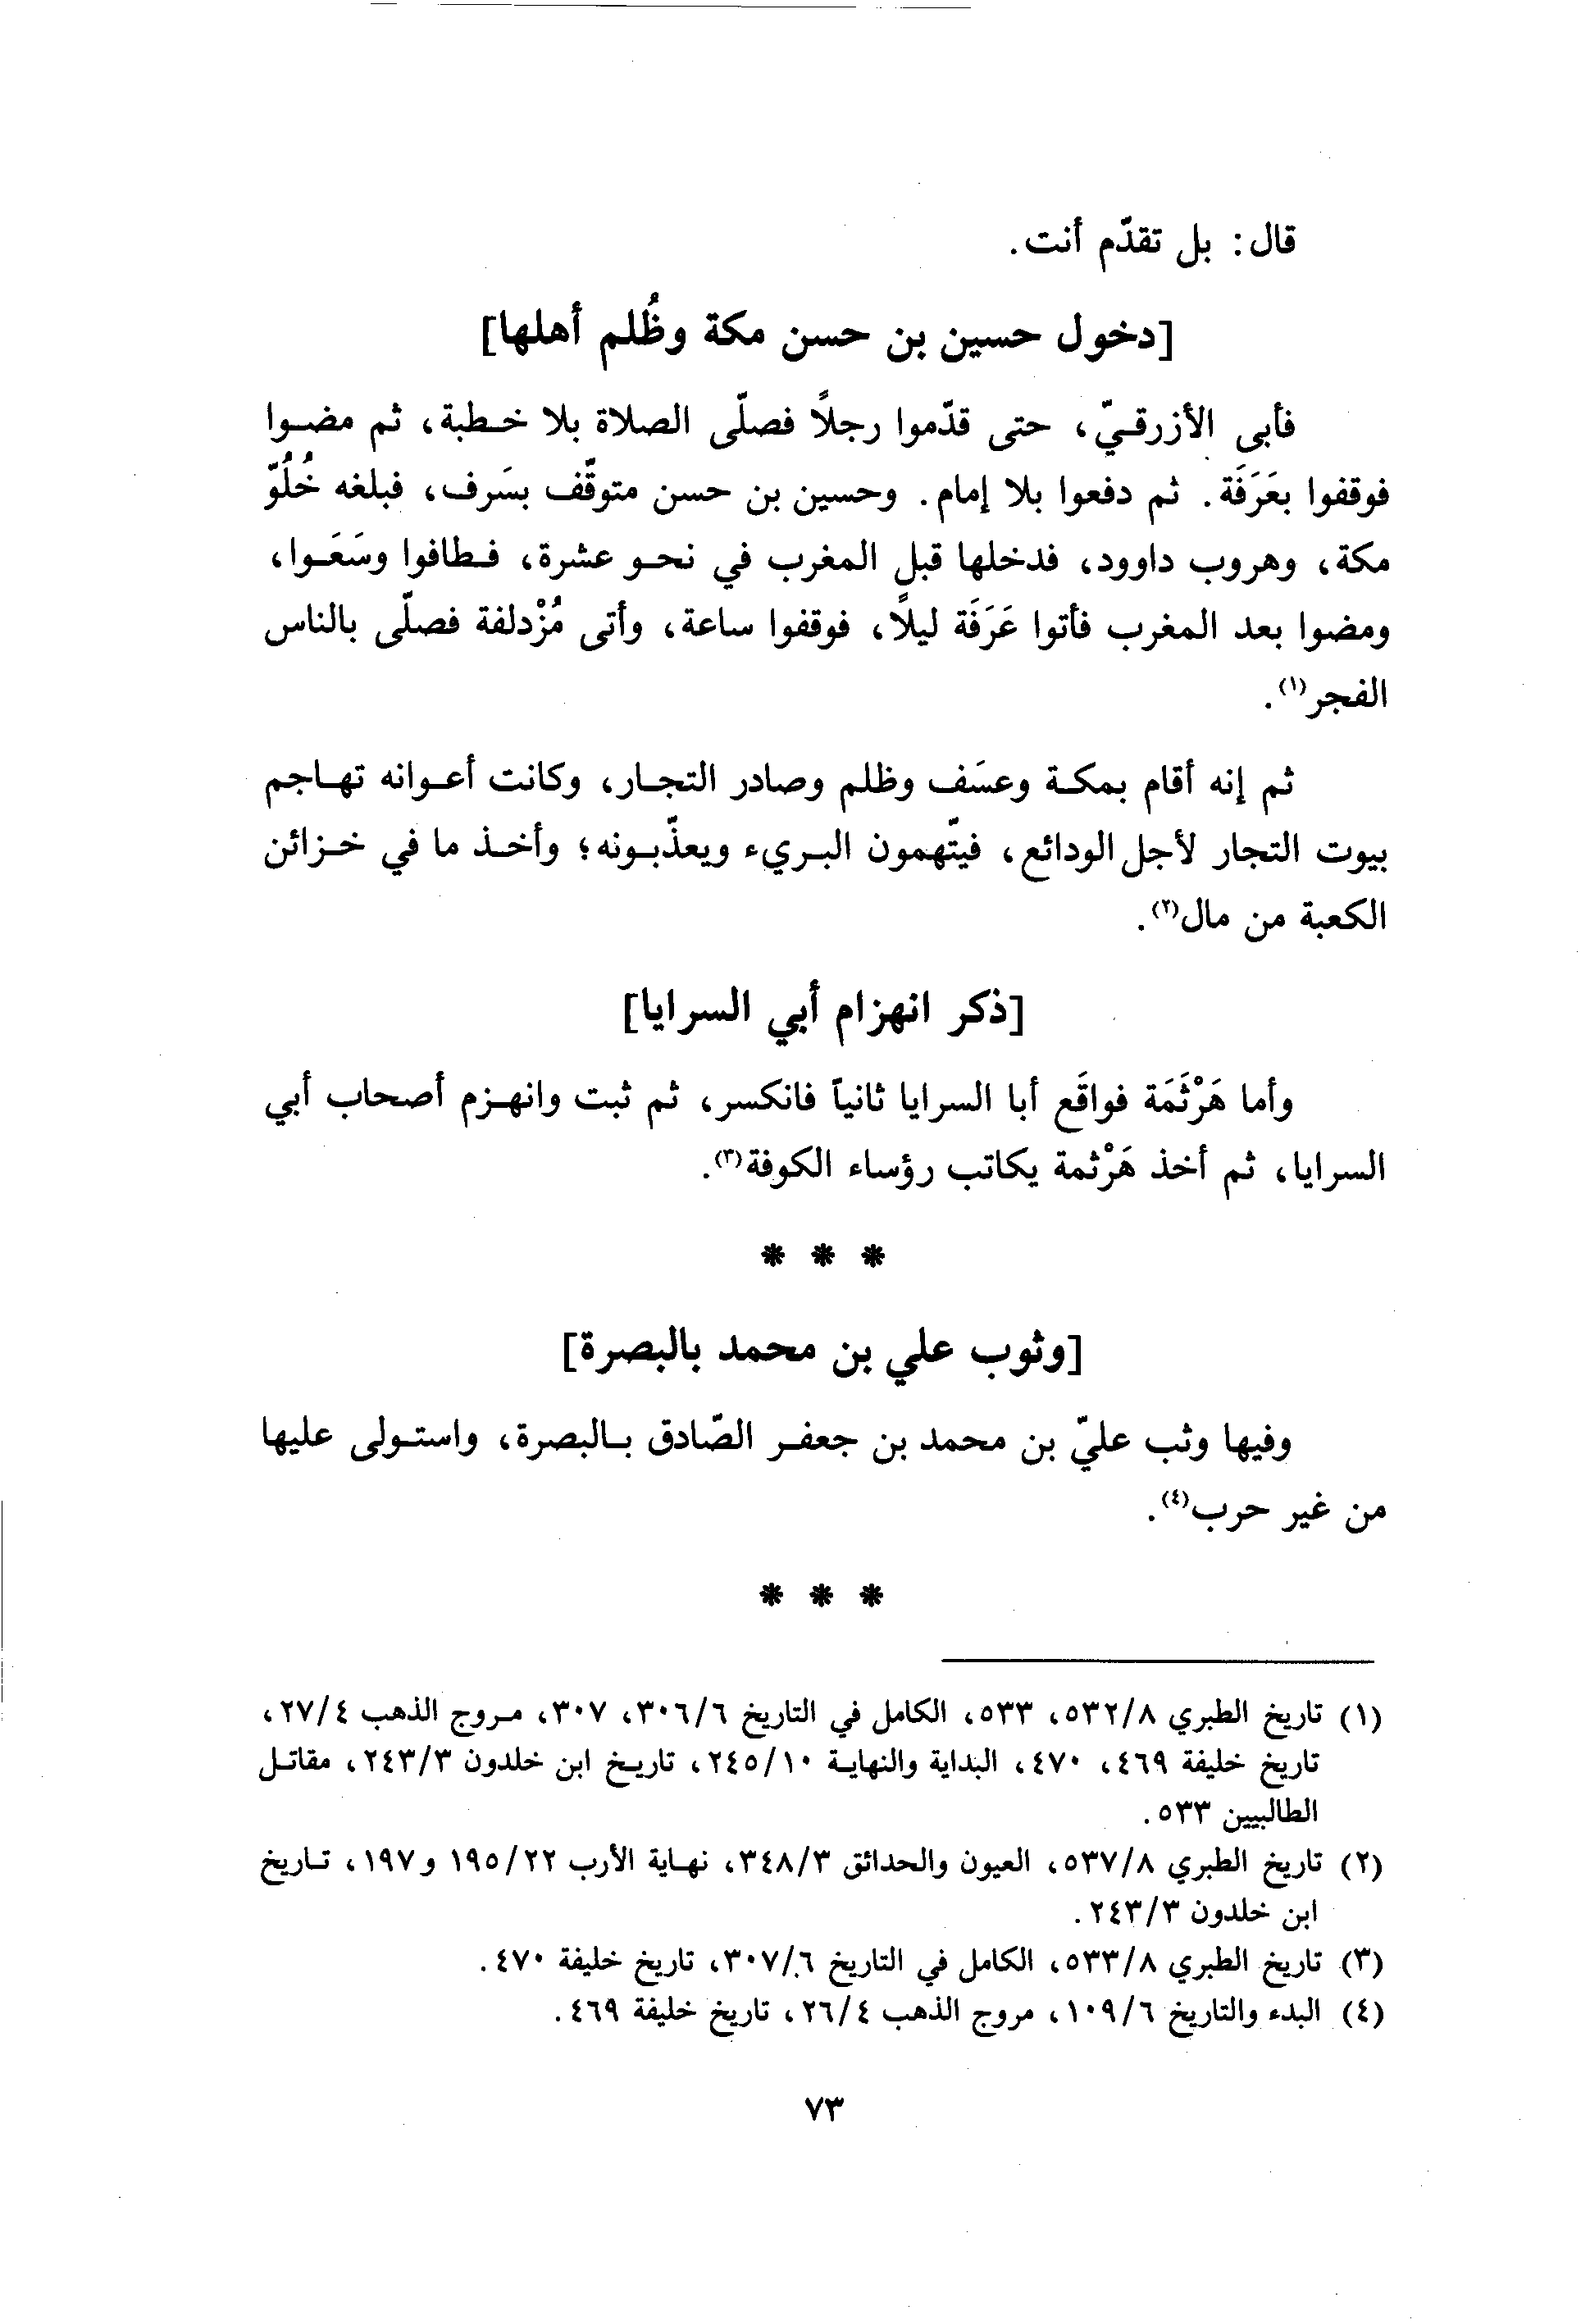 قال: بل تقدّم أنت.
[دخول حسين بن حسن مكة وظُلم أهلها]
فأبى الأزرقيّ، حتى قدّموا رجلاً فصلّى الصلاة بلا خطبة، ثم مضوا
فوقفوا بعَرَفَة. ثم دفعوا بلا إمام. وحسين بن حسن متوقّف بسَرف، فبلغه خُلُوّ
مكة، وهروب داوود، فدخلها قبل المغرب في نحو عشرة، فطافوا وسَعَوا،
ومضوا بعد المغرب فأتوا عَرَفَة ليلاً، فوقفوا ساعة، وأتى مُزْدلفة فصلّى بالناس
الفجر(١).
ثم إنه أقام بمكة وعسَف وظلم وصادر التجار، وكانت أعوانه تهاجم
بيوت التجار لأجل الودائع، فيتّهمون البريء ويعذّبونه؛ وأخذ ما في خزائن
الكعبة من مال(٢).
[ذكر انهزام أبي السرايا]
وأما هَرْثَمَة فواقَع أبا السرايا ثانياً فانكسر، ثم ثبت وانهزم أصحاب أبي
السرايا، ثم أخذ هَرْثمة يكاتب رؤساء الكوفة(٣).
* * *
[وثوب علي بن محمد بالبصرة]
وفيها وثب عليّ بن محمد بن جعفر الصّادق بالبصرة، واستولى عليها
من غير حرب(٤).
* * *
(١) تاريخ الطبري ٥٣٢/٨، ٥٣٣، الكامل في التاريخ ٣٠٦/٦، ٣٠٧، مروج الذهب ٢٧/٤،
تاريخ خليفة ٤٦٩، ٤٧٠، البداية والنهاية ٢٤٥/١٠، تاريخ ابن خلدون ٢٤٣/٣، مقاتل
الطالبيين ٥٣٣.
(٢) تاريخ الطبري ٥٣٧/٨، العيون والحدائق ٣٤٨/٣، نهاية الأرب ١٩٥/٢٢ و١٩٧، تاريخ
ابن خلدون ٢٤٣/٣.
(٣) تاريخ الطبري ٥٣٣/٨، الكامل في التاريخ ٣٠٧/٦، تاريخ خليفة ٤٧٠.
(٤) البدء والتاريخ ١٠٩/٦، مروج الذهب ٢٦/٤، تاريخ خليفة ٤٦٩.
٧٣